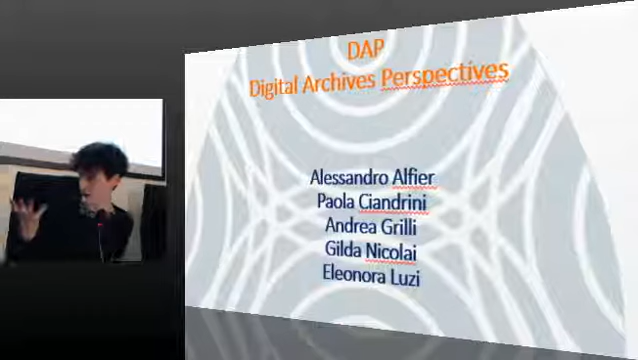 DAP
Digital Archives Perspectives
Alessandro Alfier
Paola Ciandrini
Andrea Grilli
Gilda Nicolai
Eleonora Luzi